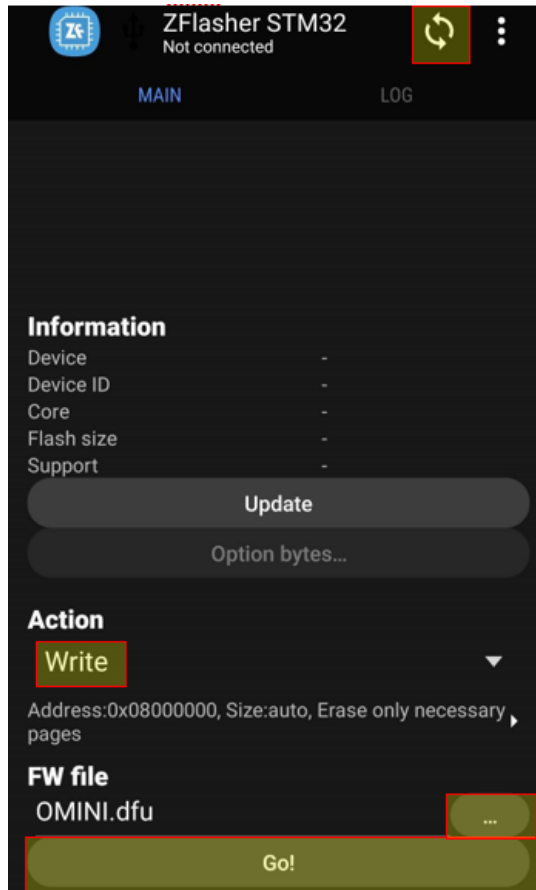 ZF
ZFlasher STM32
Not connected
MAIN
LOG
Information
Device -
Device ID -
Core -
Flash size -
Support -
Update
Option bytes...
Action
Write
Address:0x08000000, Size:auto, Erase only necessary
pages
FW file
OMINI.dfu
...
Go!